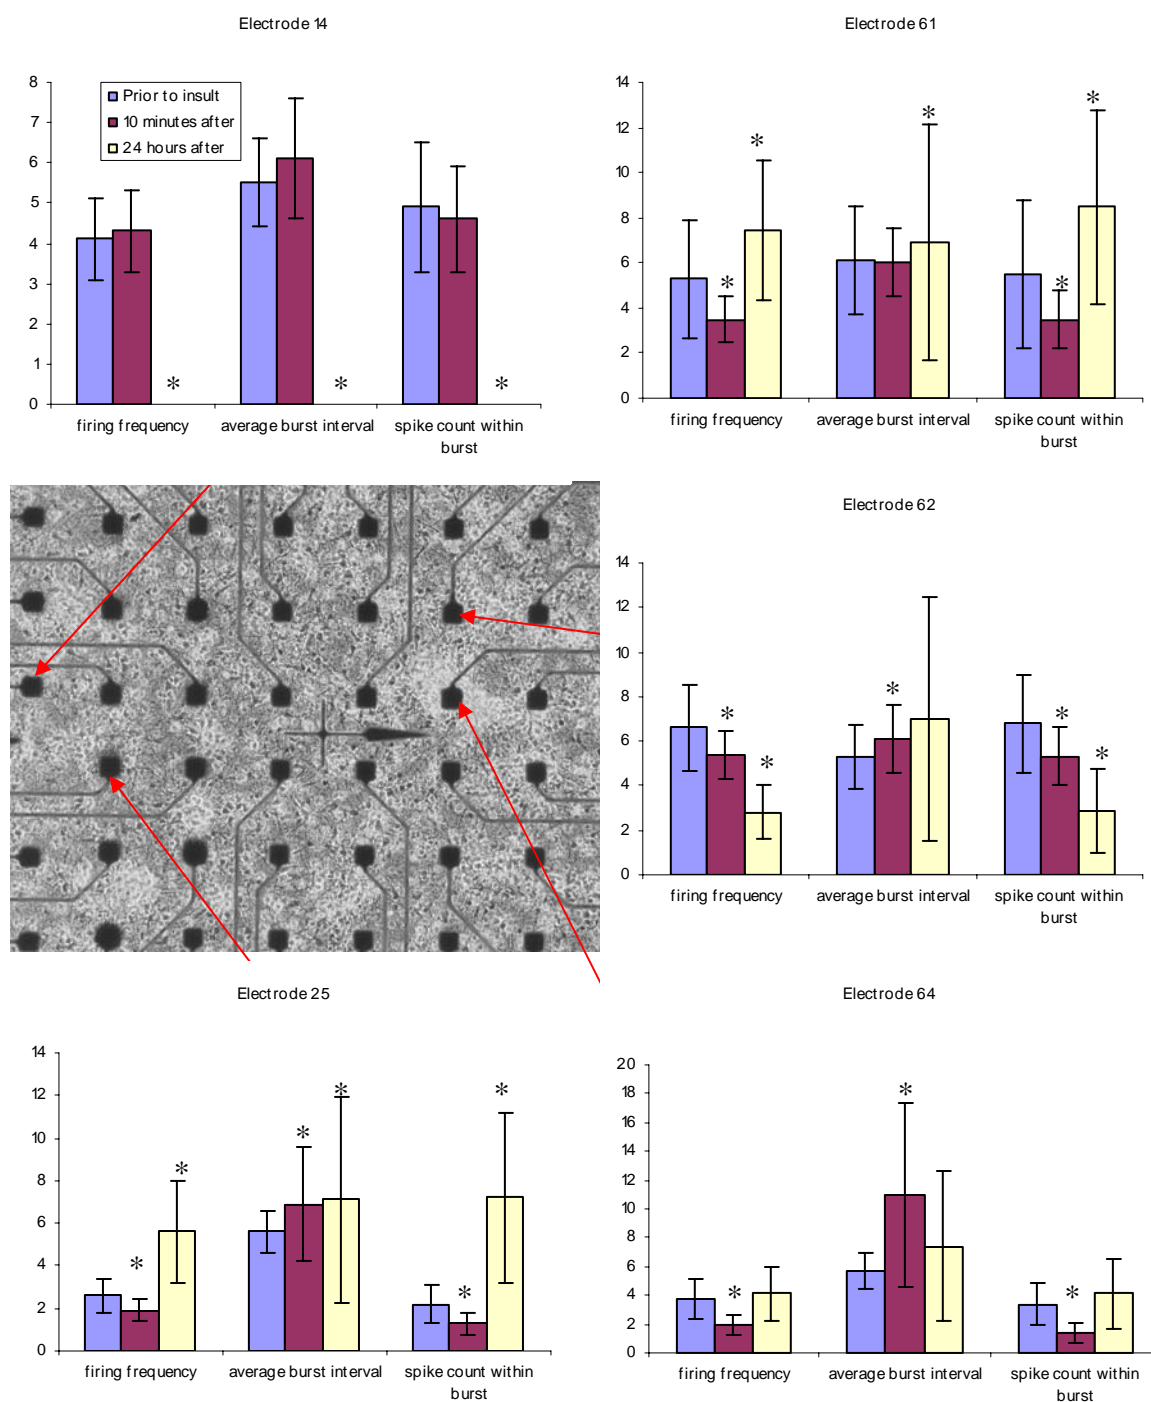 Electrode 14
8
7
6
5
4
3
2
1
0
Prior to insult
10 minutes after
24 hours after
*
*
*
firing frequency
average burst interval
spike count within
burst
Electrode 61
14
12
10
8
6
4
2
0
*
*
*
*
*
firing frequency
average burst interval
spike count within
burst
Electrode 62
14
12
10
8
6
4
2
0
*
*
*
*
*
firing frequency
average burst interval
spike count within
burst
Electrode 25
14
12
10
8
6
4
2
0
*
*
*
*
*
*
firing frequency
average burst interval
spike count within
burst
Electrode 64
20
18
16
14
12
10
8
6
4
2
0
*
*
*
firing frequency
average burst interval
spike count within
burst